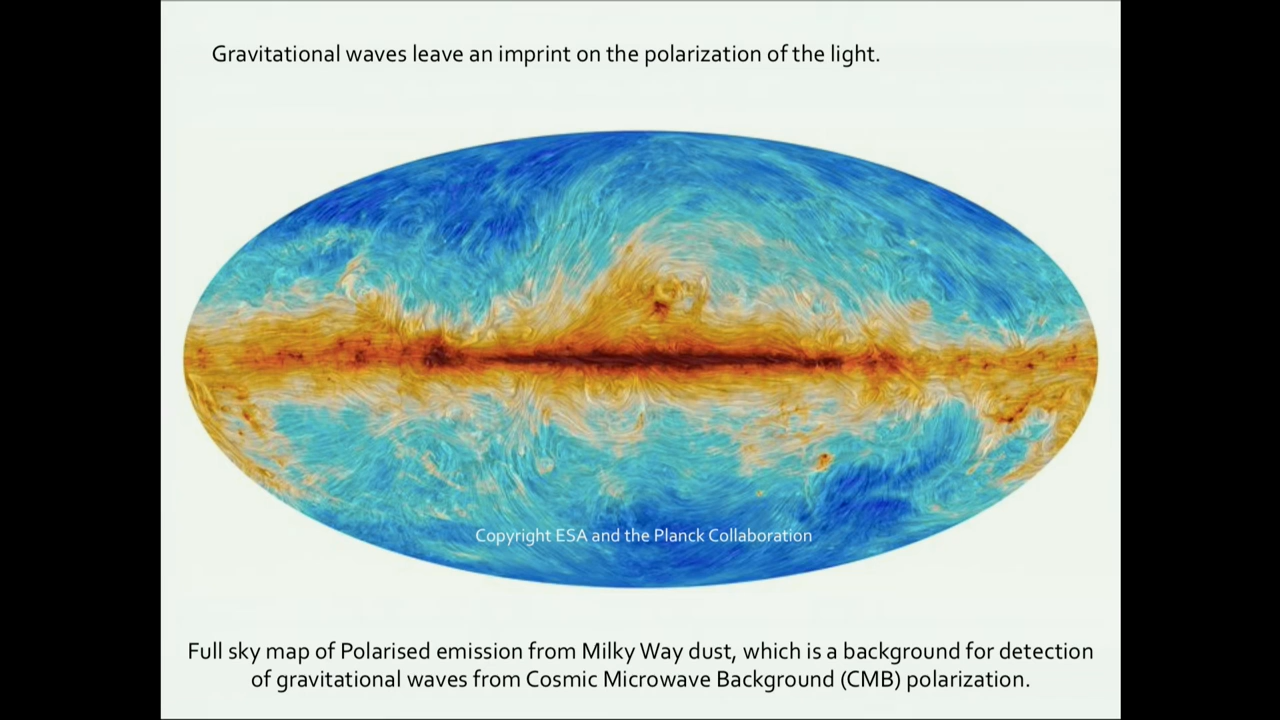 Gravitational waves leave an imprint on the polarization of the light.
Copyright ESA and the Planck Collaboration
Full sky map of Polarised emission from Milky Way dust, which is a background for detection
of gravitational waves from Cosmic Microwave Background (CMB) polarization.